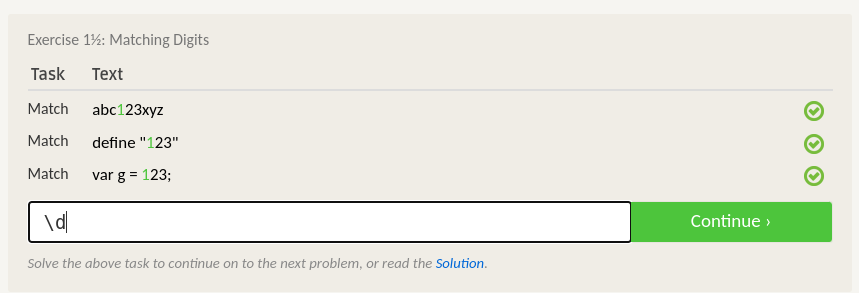 Exercise 1½: Matching Digits
Task Text
Match abc123xyz
Match define "123"
Match var g = 123;
\d
Continue ›
Solve the above task to continue on to the next problem, or read the Solution.